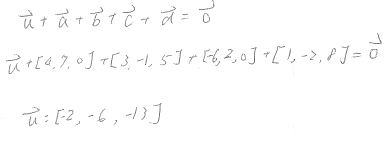 u⃗ + a⃗ + b⃗ + c⃗ + d⃗ = 0⃗
u⃗ + [4, 7, 0] + [3, -1, 5] + [-6, 2, 0] + [1, -2, 8] = 0⃗
u⃗ = [-2, -6, -13]